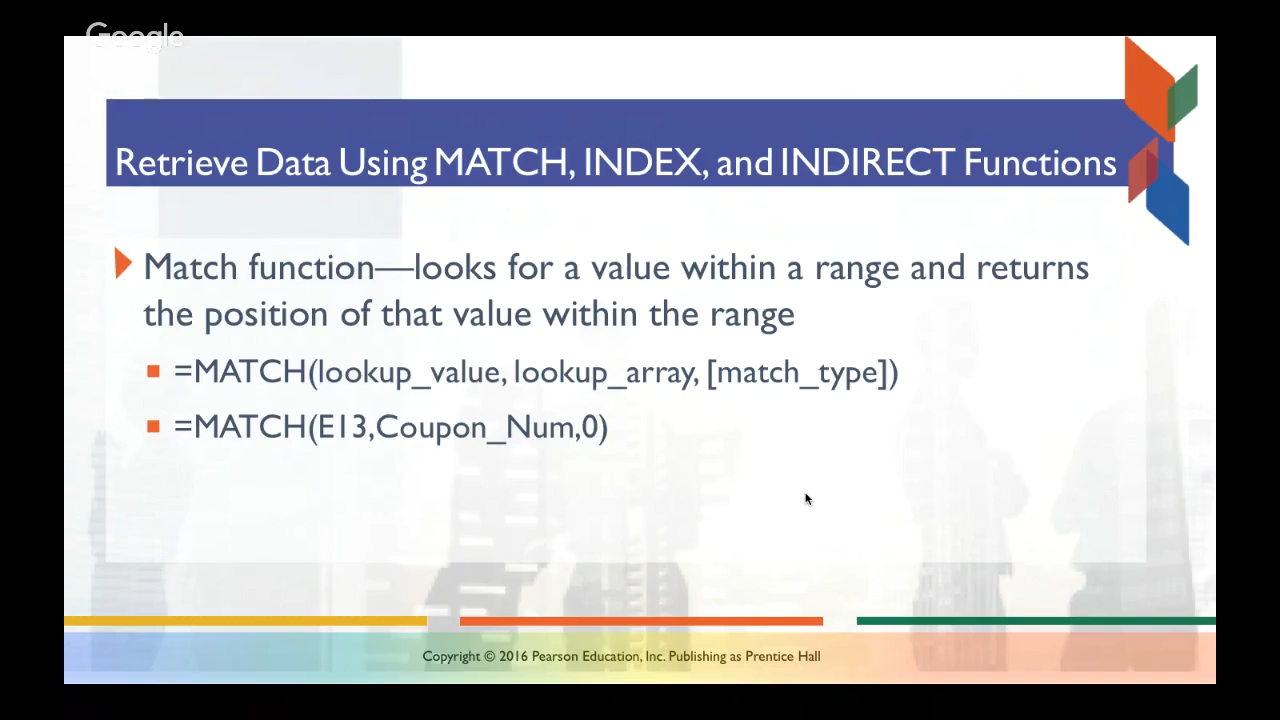 Google
Retrieve Data Using MATCH, INDEX, and INDIRECT Functions
Match function—looks for a value within a range and returns
the position of that value within the range
=MATCH(lookup_value, lookup_array, [match_type])
=MATCH(E13,Coupon_Num,0)
Copyright © 2016 Pearson Education, Inc. Publishing as Prentice Hall